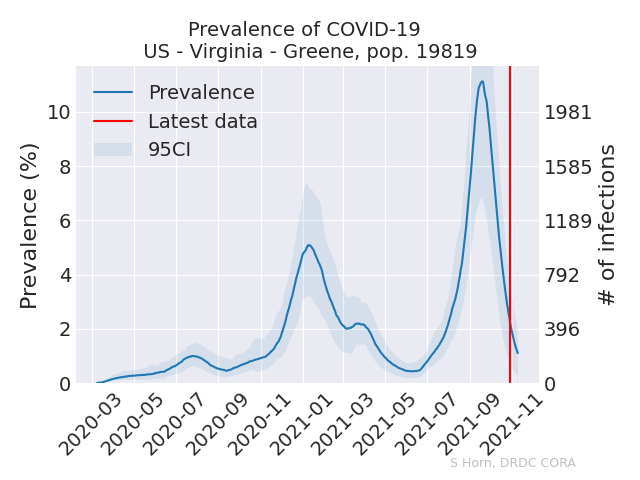 Prevalence of COVID-19
US - Virginia - Greene, pop. 19819
Prevalence
Latest data
95CI
Prevalence (%)
10
8
6
4
2
0
1981
1585
1189
792
396
0
# of infections
2020-03
2020-05
2020-07
2020-09
2020-11
2021-01
2021-03
2021-05
2021-07
2021-09
2021-11
S Horn, DRDC CORA